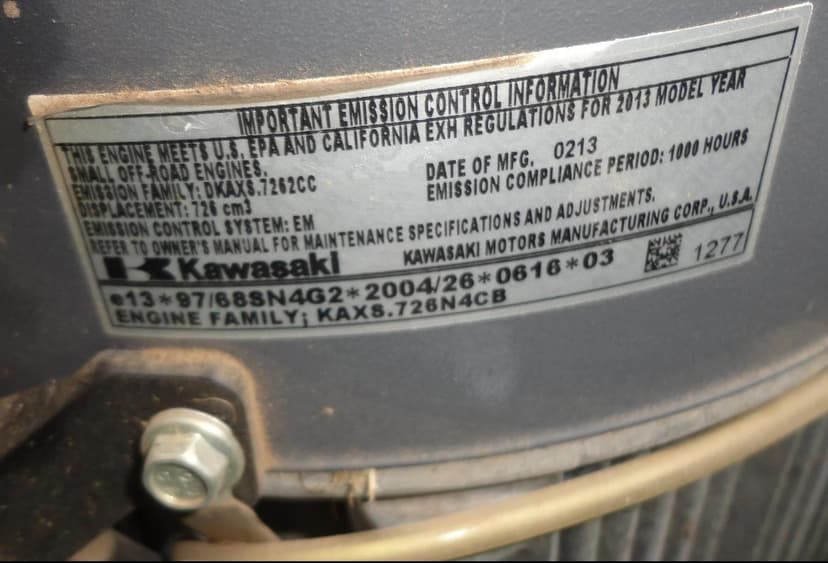 IMPORTANT EMISSION CONTROL INFORMATION
THIS ENGINE MEETS U.S. EPA AND CALIFORNIA EXH REGULATIONS FOR 2013 MODEL YEAR
SMALL OFF-ROAD ENGINES.
EMISSION FAMILY: DKAXS.7262CC DATE OF MFG. 0213
DISPLACEMENT: 726 cm3 EMISSION COMPLIANCE PERIOD: 1000 HOURS
EMISSION CONTROL SYSTEM: EM
REFER TO OWNER'S MANUAL FOR MAINTENANCE SPECIFICATIONS AND ADJUSTMENTS.
Kawasaki KAWASAKI MOTORS MANUFACTURING CORP., U.S.A.
e13*97/68SN4G2*2004/26*0616*03 1277
ENGINE FAMILY; KAXS.726N4CB